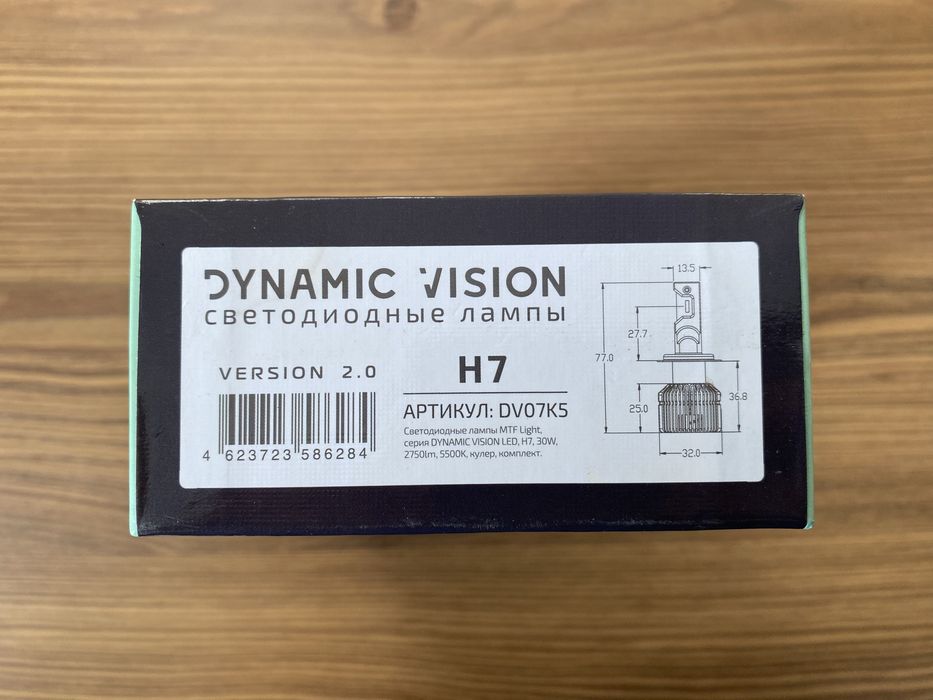 DYNAMIC VISION
светодиодные лампы
VERSION 2.0
H7
АРТИКУЛ: DV07K5
Светодиодные лампы MTF Light,
серия DYNAMIC VISION LED, H7, 30W,
2750lm, 5500K, кулер, комплект.
4 623723 586284
13.5
27.7
77.0
36.8
25.0
32.0